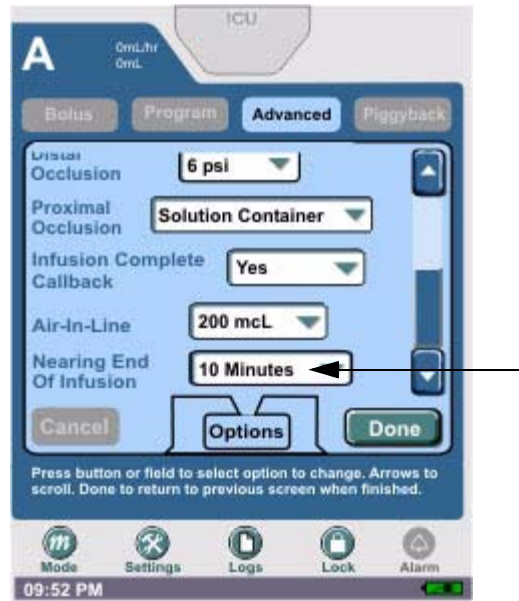 ICU
A
0mL/hr
0mL
Bolus Program Advanced Piggyback
Distal
Occlusion 6 psi
Proximal
Occlusion Solution Container
Infusion Complete
Callback Yes
Air-In-Line 200 mcL
Nearing End
Of Infusion 10 Minutes
Cancel Options Done
Press button or field to select option to change. Arrows to
scroll. Done to return to previous screen when finished.
m
Mode Settings Logs Lock Alarm
09:52 PM